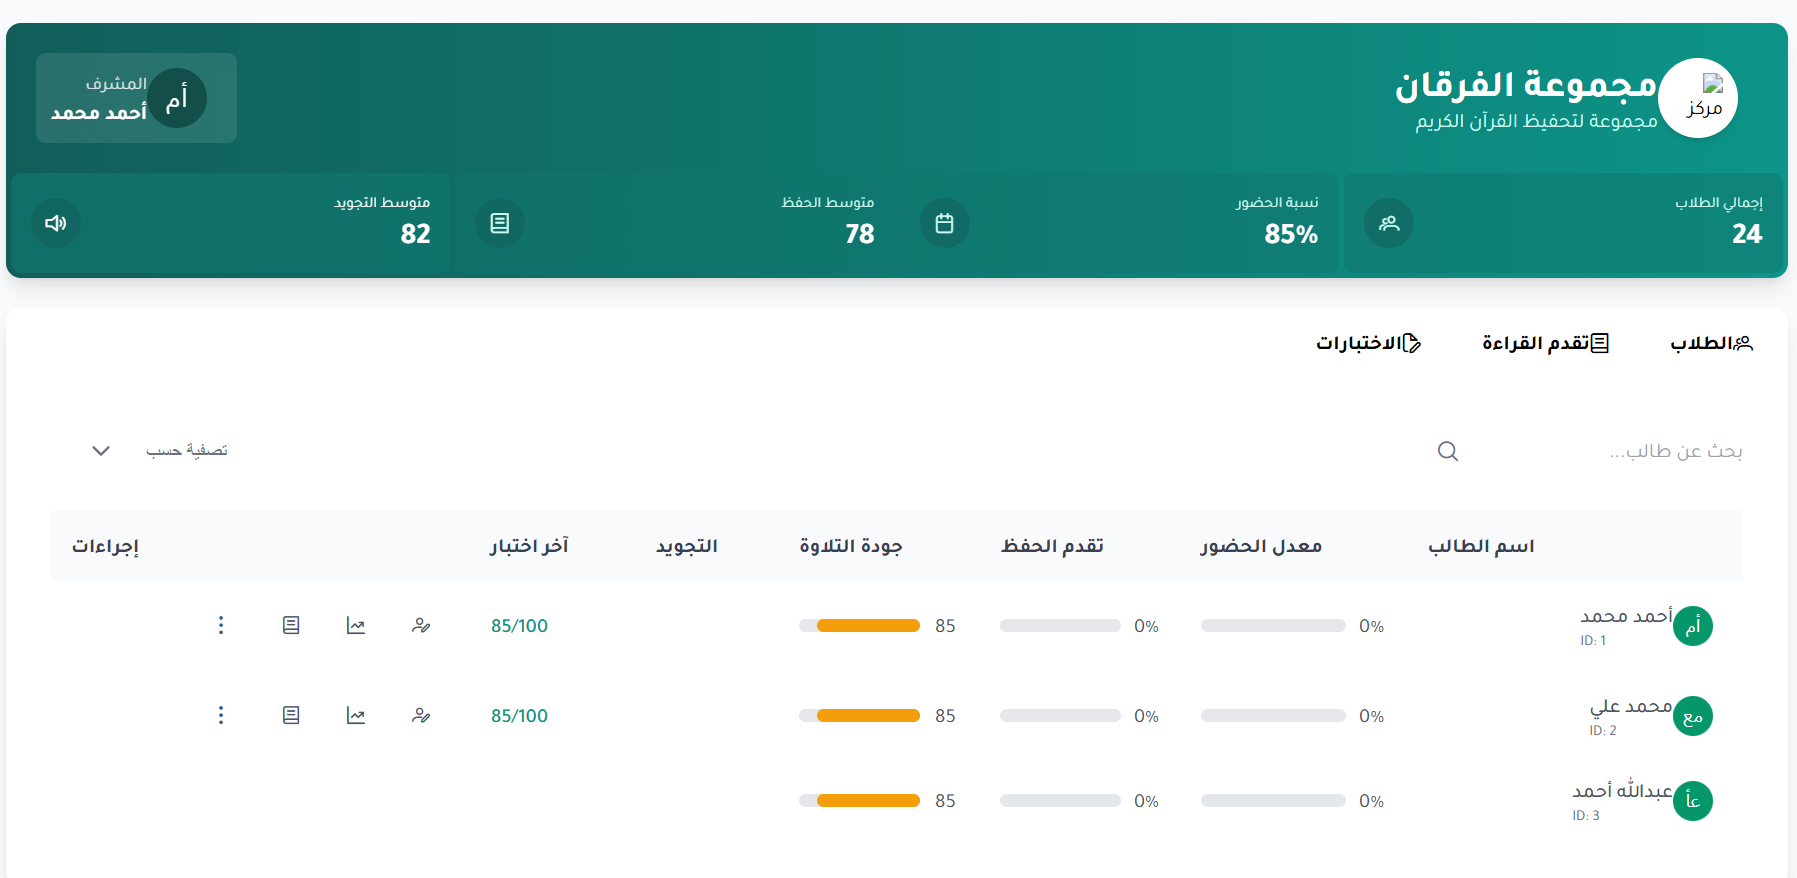 مركز
مجموعة الفرقان
مجموعة لتحفيظ القرآن الكريم
أم
المشرف
أحمد محمد
إجمالي الطلاب
24
نسبة الحضور
85%
متوسط الحفظ
78
متوسط التجويد
82
الطلاب
تقدم القراءة
الاختبارات
بحث عن طالب...
تصفية حسب
اسم الطالب معدل الحضور تقدم الحفظ جودة التلاوة التجويد آخر اختبار إجراءات
أم أحمد محمد 0% 0% 85 85/100
ID: 1
مع محمد علي 0% 0% 85 85/100
ID: 2
عأ عبدالله أحمد 0% 0% 85
ID: 3